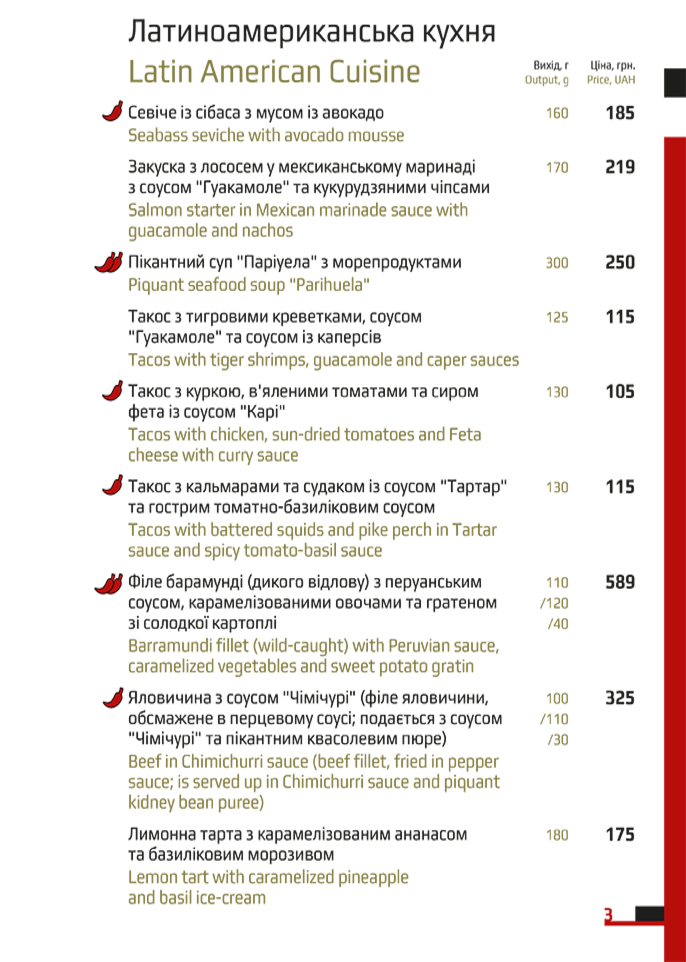 Латиноамериканська кухня
Latin American Cuisine
Вихід, г Ціна, грн.
Output, g Price, UAH
Севіче із сібаса з мусом із авокадо 160 185
Seabass seviche with avocado mousse
Закуска з лососем у мексиканському маринаді 170 219
з соусом "Гуакамоле" та кукурудзяними чіпсами
Salmon starter in Mexican marinade sauce with
guacamole and nachos
Пікантний суп "Паріуела" з морепродуктами 300 250
Piquant seafood soup "Parihuela"
Такос з тигровими креветками, соусом 125 115
"Гуакамоле" та соусом із каперсів
Tacos with tiger shrimps, guacamole and caper sauces
Такос з куркою, в'яленими томатами та сиром 130 105
фета із соусом "Карі"
Tacos with chicken, sun-dried tomatoes and Feta
cheese with curry sauce
Такос з кальмарами та судаком із соусом "Тартар" 130 115
та гострим томатно-базиліковим соусом
Tacos with battered squids and pike perch in Tartar
sauce and spicy tomato-basil sauce
Філе барамунді (дикого відлову) з перуанським 110 589
соусом, карамелізованими овочами та гратеном /120
зі солодкої картоплі /40
Barramundi fillet (wild-caught) with Peruvian sauce,
caramelized vegetables and sweet potato gratin
Яловичина з соусом "Чімічурі" (філе яловичини, 100 325
обсмажене в перцевому соусі; подається з соусом /110
"Чімічурі" та пікантним квасолевим пюре) /30
Beef in Chimichurri sauce (beef fillet, fried in pepper
sauce; is served up in Chimichurri sauce and piquant
kidney bean puree)
Лимонна тарта з карамелізованим ананасом 180 175
та базиліковим морозивом
Lemon tart with caramelized pineapple
and basil ice-cream
3